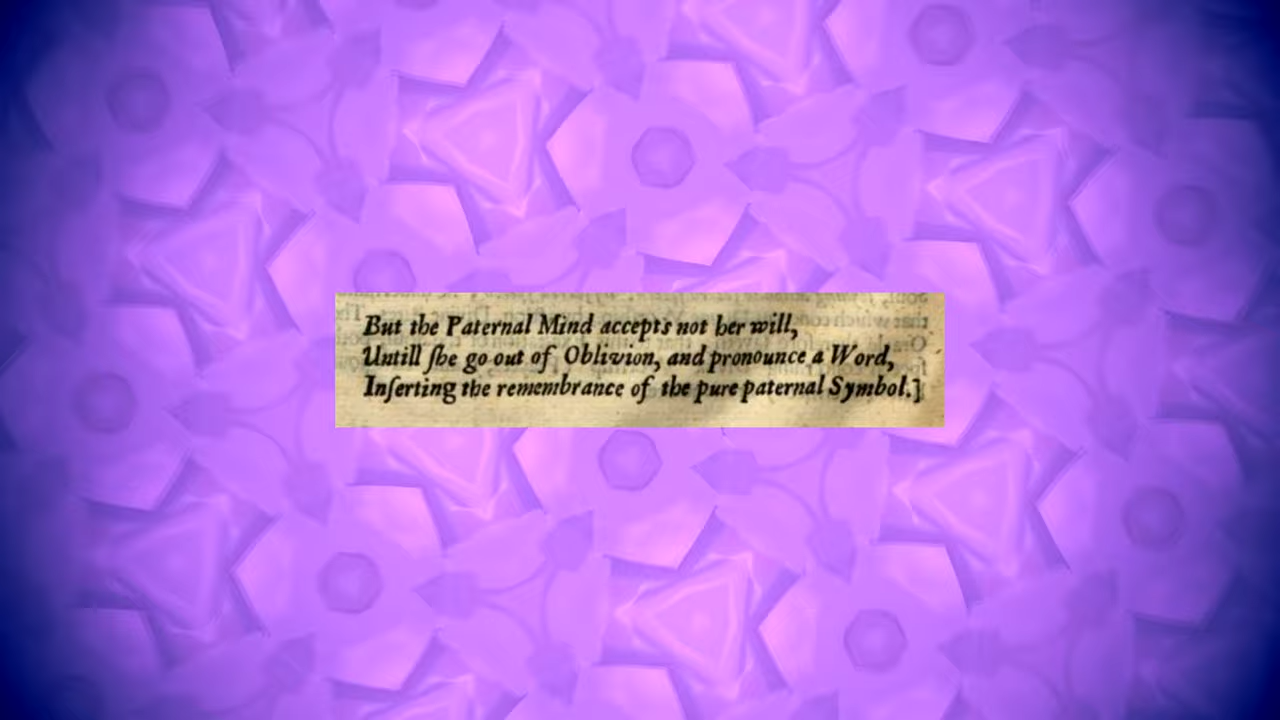 But the Paternal Mind accepts not her will,
Untill ſhe go out of Oblivion, and pronounce a Word,
Inſerting the remembrance of the pure paternal Symbol.]